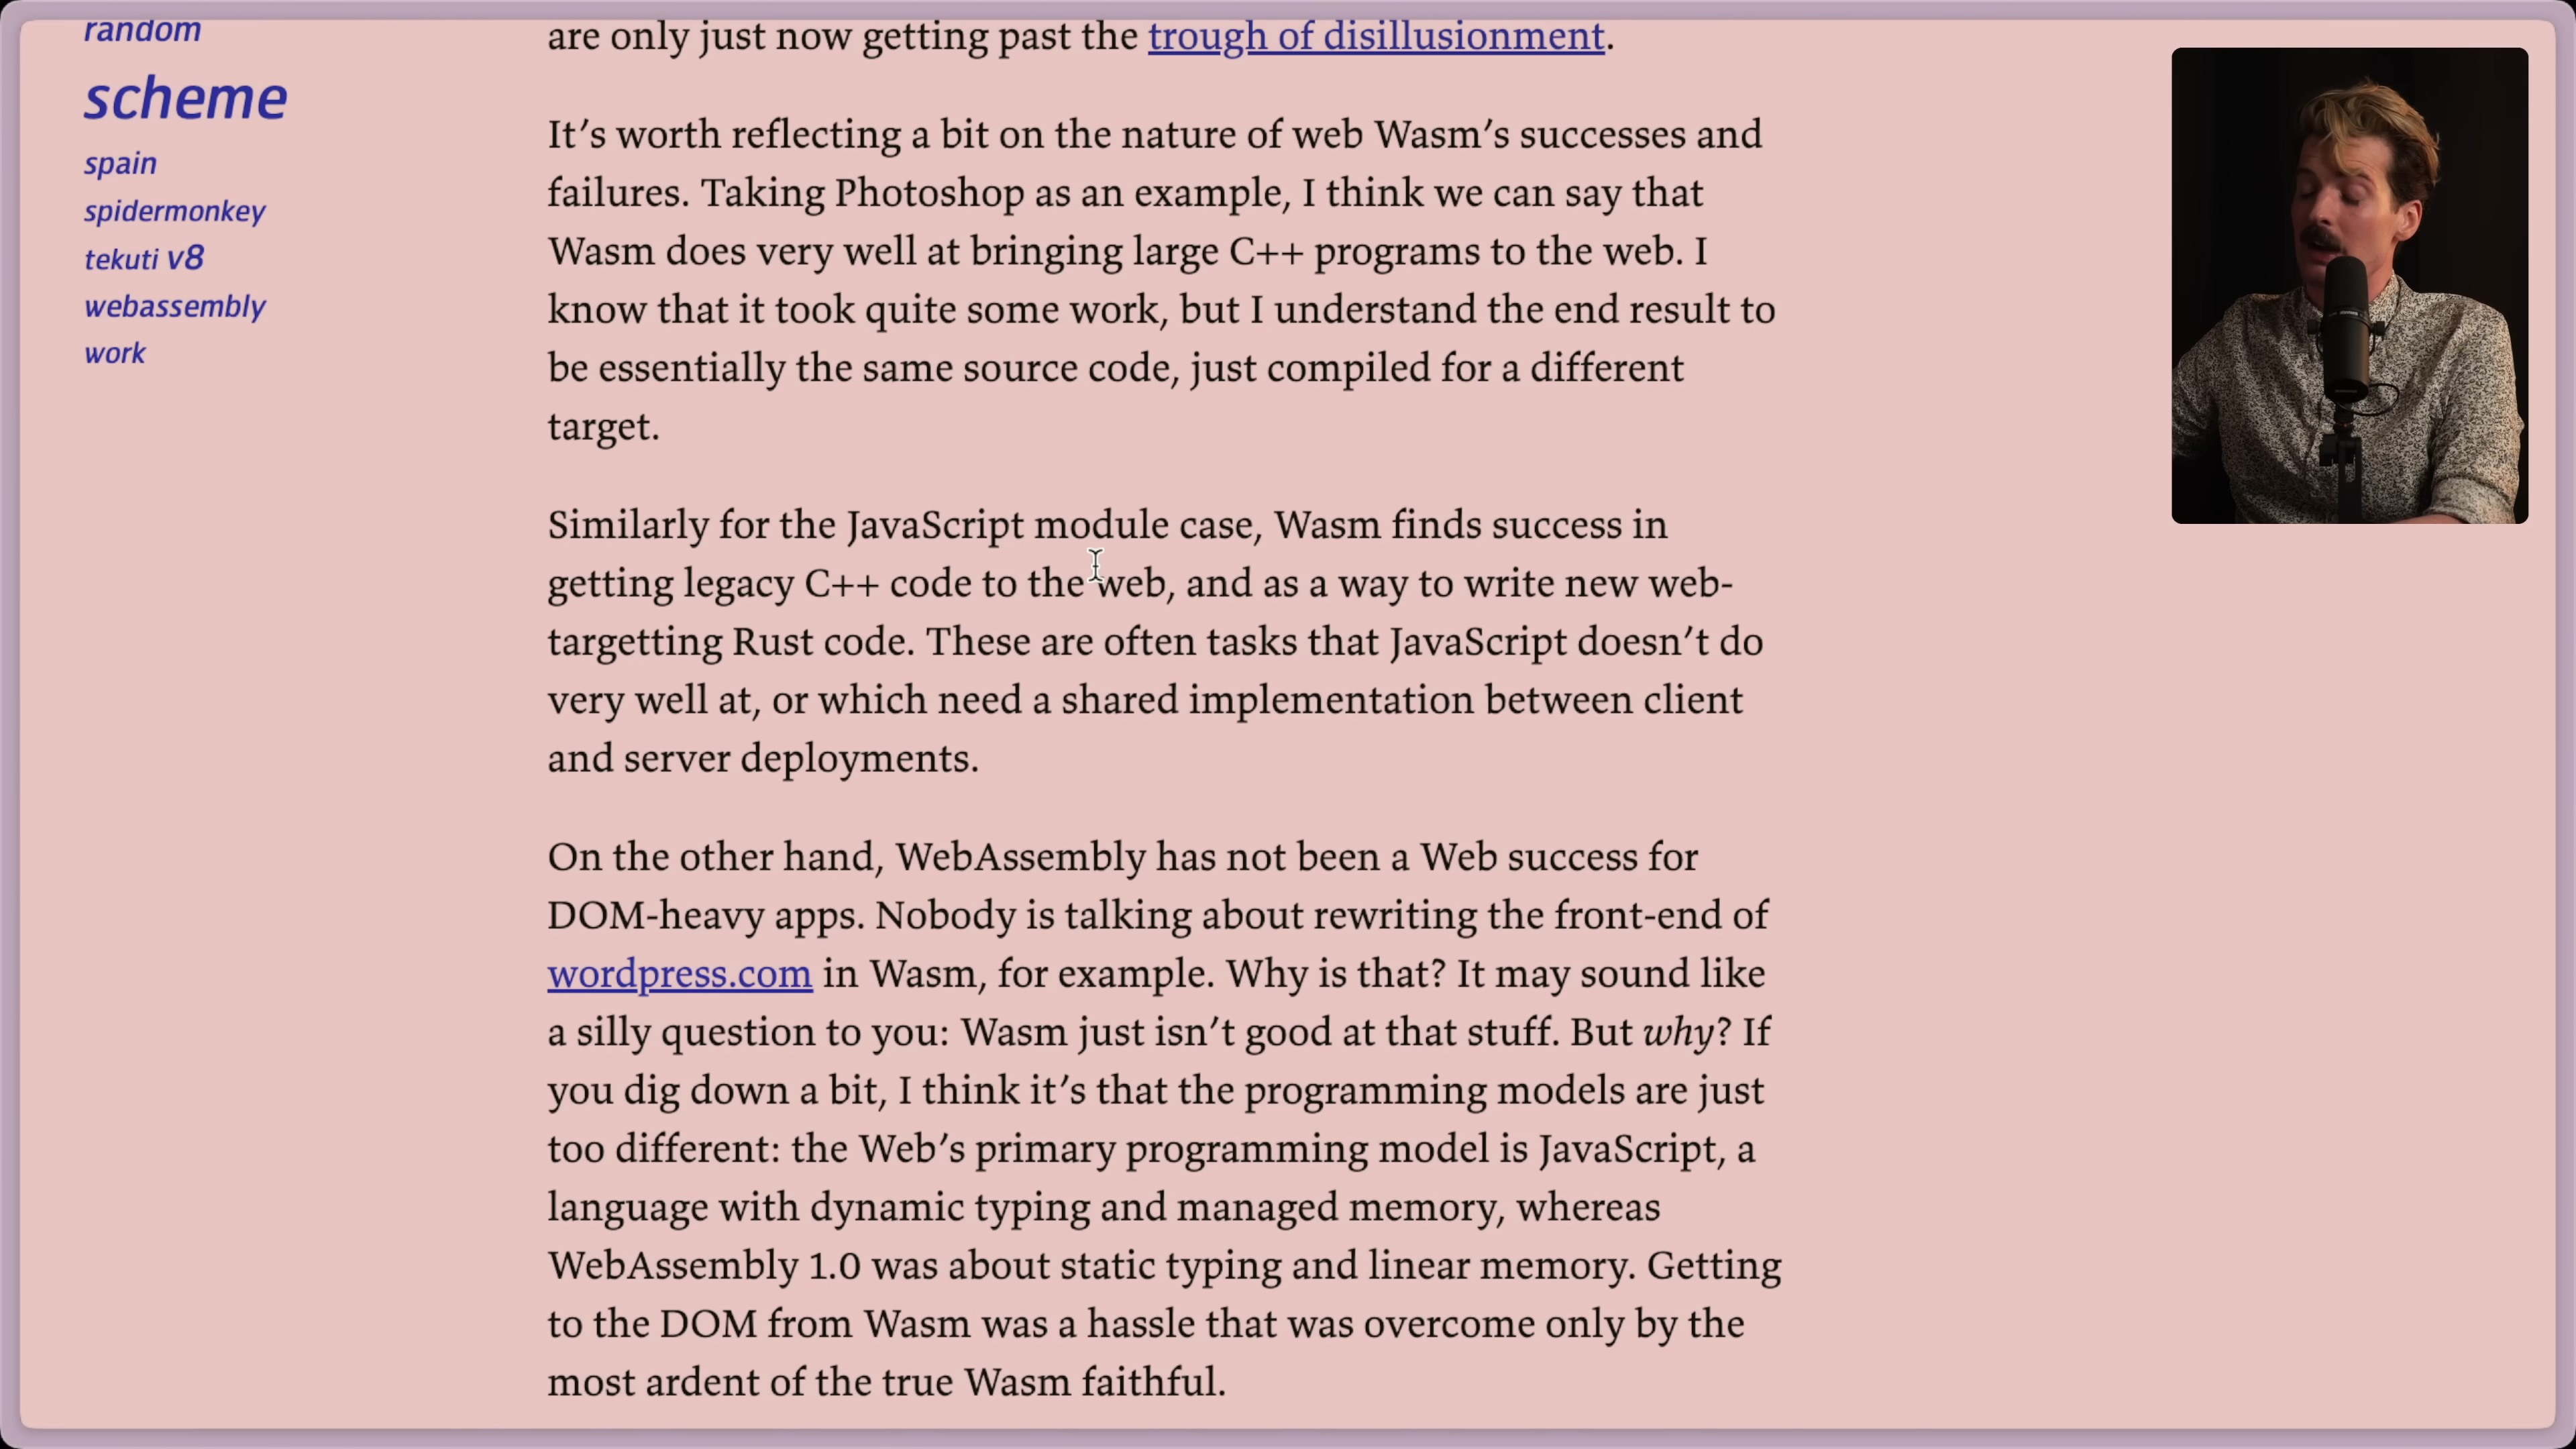 random
scheme
spain
spidermonkey
tekuti v8
webassembly
work
are only just now getting past the trough of disillusionment.
It’s worth reflecting a bit on the nature of web Wasm’s successes and
failures. Taking Photoshop as an example, I think we can say that
Wasm does very well at bringing large C++ programs to the web. I
know that it took quite some work, but I understand the end result to
be essentially the same source code, just compiled for a different
target.
Similarly for the JavaScript module case, Wasm finds success in
getting legacy C++ code to the web, and as a way to write new web-
targetting Rust code. These are often tasks that JavaScript doesn’t do
very well at, or which need a shared implementation between client
and server deployments.
On the other hand, WebAssembly has not been a Web success for
DOM-heavy apps. Nobody is talking about rewriting the front-end of
wordpress.com in Wasm, for example. Why is that? It may sound like
a silly question to you: Wasm just isn’t good at that stuff. But why? If
you dig down a bit, I think it’s that the programming models are just
too different: the Web’s primary programming model is JavaScript, a
language with dynamic typing and managed memory, whereas
WebAssembly 1.0 was about static typing and linear memory. Getting
to the DOM from Wasm was a hassle that was overcome only by the
most ardent of the true Wasm faithful.